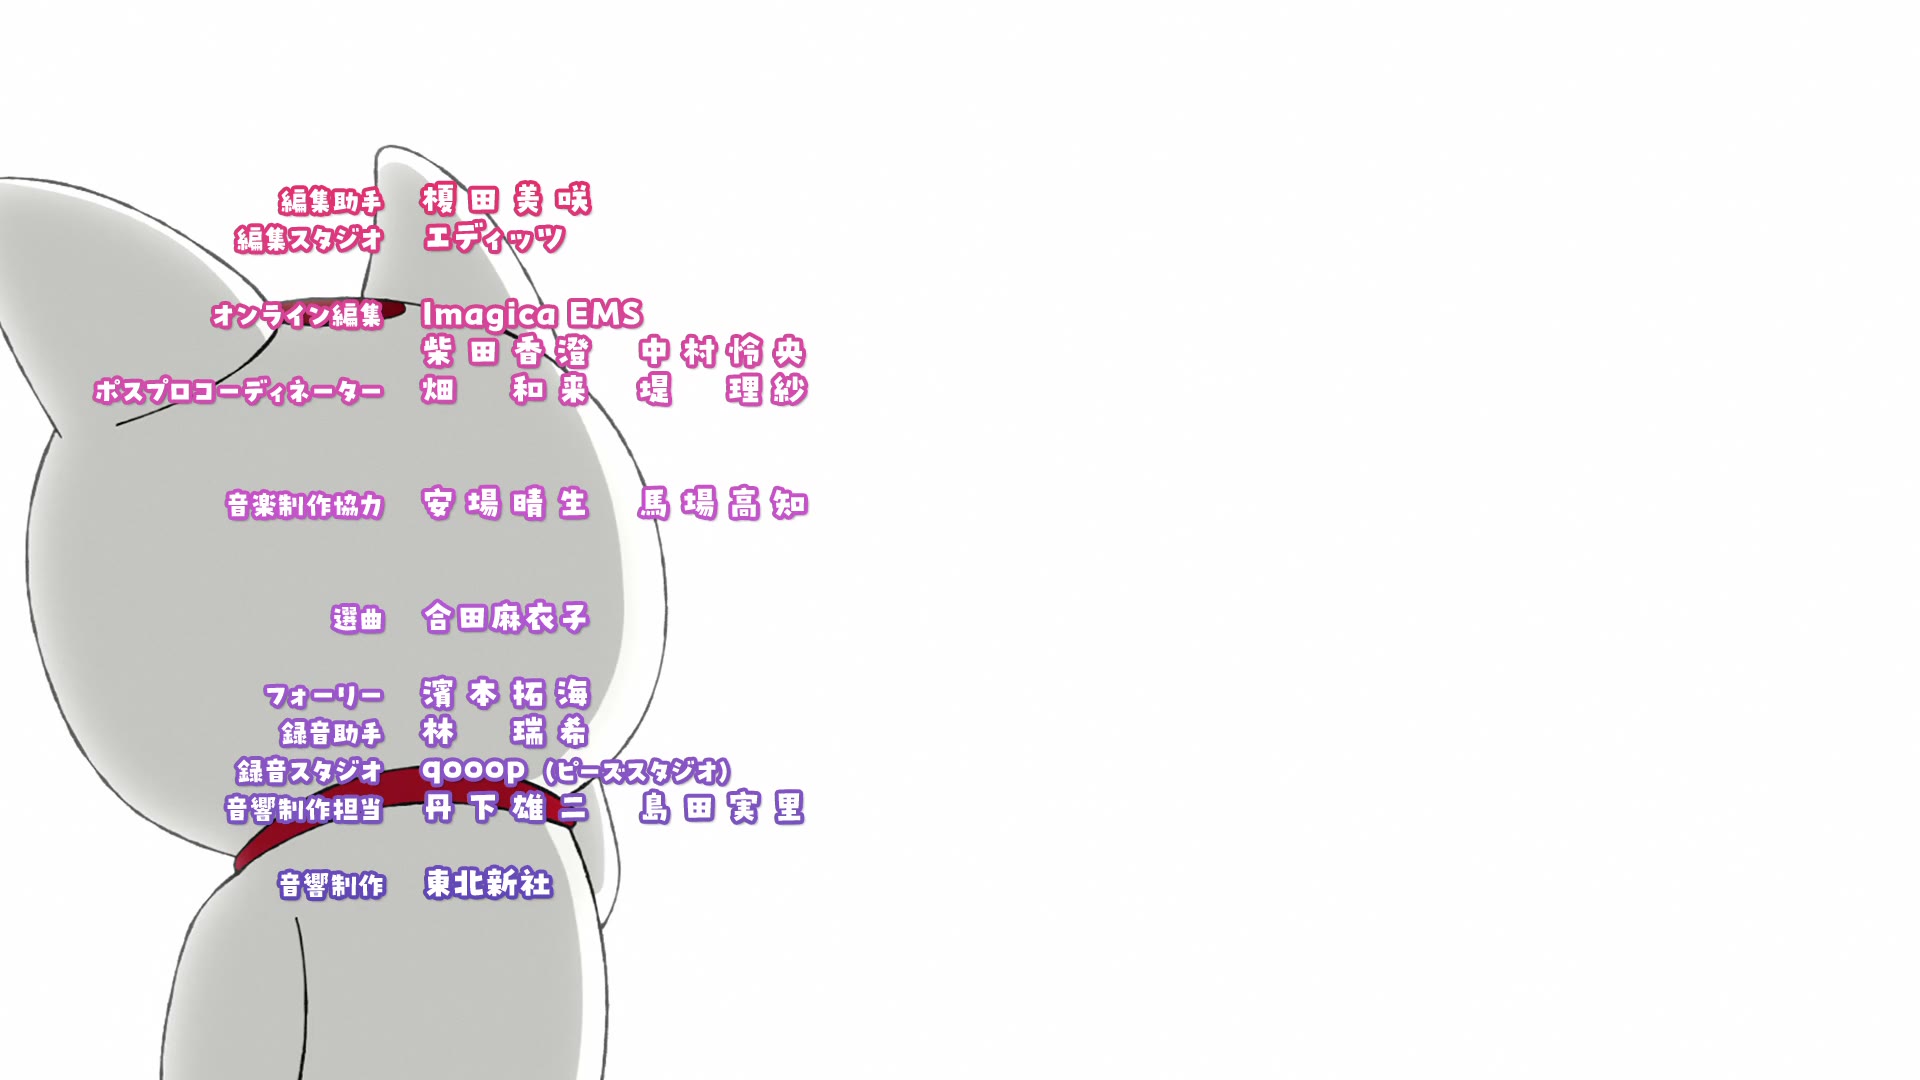 編集助手 榎田美咲
編集スタジオ エディッツ
オンライン編集 Imagica EMS
柴田香澄 中村怜央
ポスプロコーディネーター 畑 和来 堤 理紗
音楽制作協力 安場晴生 馬場高知
選曲 合田麻衣子
フォーリー 濱本拓海
録音助手 林 瑞希
録音スタジオ qooop (ピーズスタジオ)
音響制作担当 丹下雄二 島田実里
音響制作 東北新社